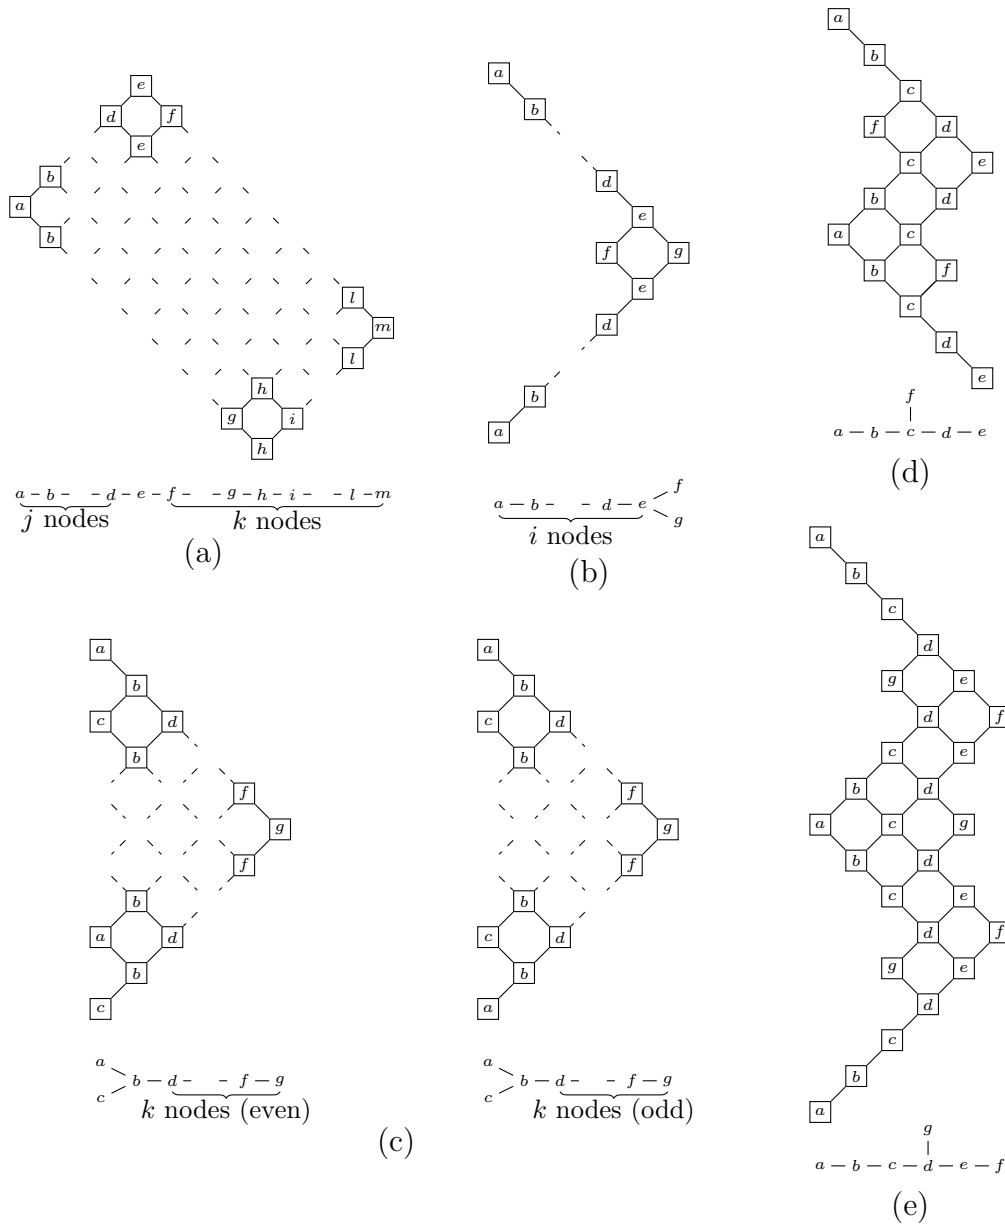 e
d f
e
b
a
b
l
m
l
h
g i
h
a – b – – d – e – f – – g – h – i – – l – m
j nodes k nodes
(a)
a
b
d
e
f g
e
d
b
a
f
a – b – – d – e
g
i nodes
(b)
a
b
c
f d
c e
b d
a c
b f
c
d
e
f
a – b – c – d – e
(d)
a
b
c d
b
f
g
f
b
a d
b
c
a
b – d – – f – g
c
k nodes (even)
a
b
c d
b
f
g
f
b
c d
b
a
a
b – d – – f – g
c
k nodes (odd)
(c)
a
b
c
d
g e
d f
c e
b d
a c g
b d
c e
d f
g e
d
c
b
a
g
a – b – c – d – e – f
(e)